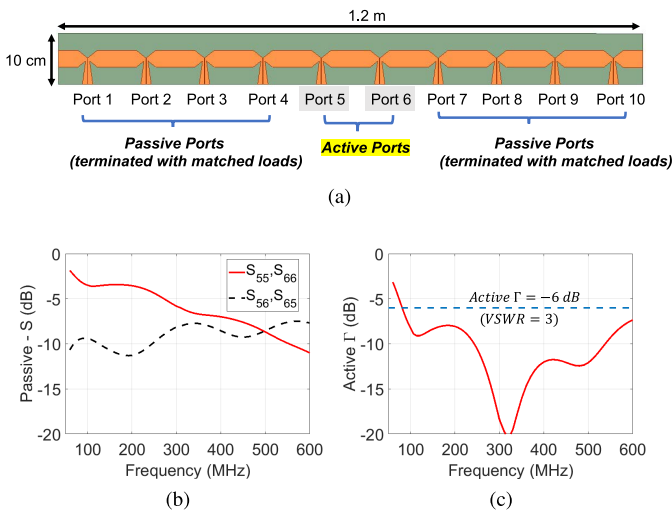 1.2 m
10 cm
Port 1 Port 2 Port 3 Port 4 Port 5 Port 6 Port 7 Port 8 Port 9 Port 10
Passive Ports
(terminated with matched loads)
Active Ports
Passive Ports
(terminated with matched loads)
(a)
0
-5
-10
-15
-20
Passive - S (dB)
S55,S66
S56,S65
100 200 300 400 500 600
Frequency (MHz)
(b)
0
-5
-10
-15
-20
Active Γ (dB)
Active Γ = −6 dB
(VSWR = 3)
100 200 300 400 500 600
Frequency (MHz)
(c)